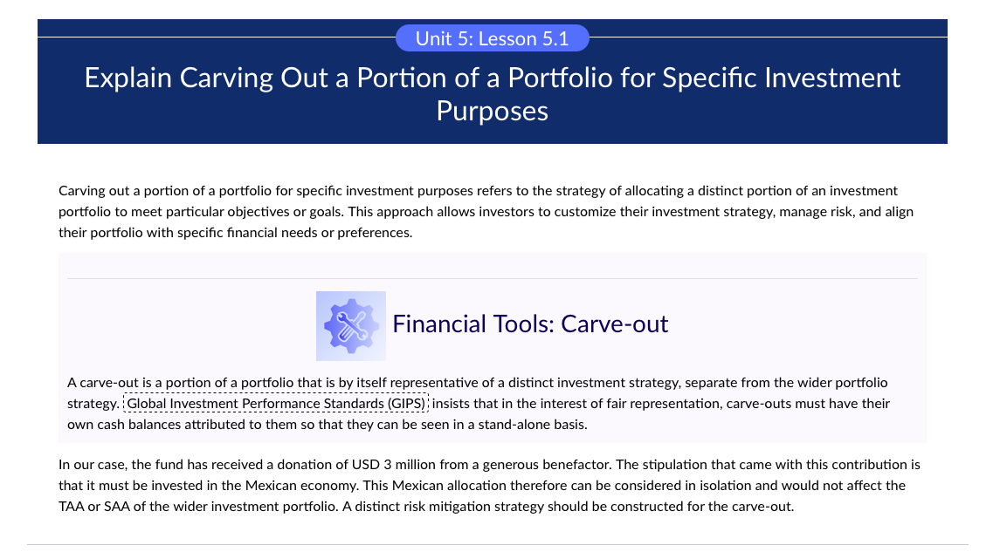 Unit 5: Lesson 5.1
Explain Carving Out a Portion of a Portfolio for Specific Investment
Purposes
Carving out a portion of a portfolio for specific investment purposes refers to the strategy of allocating a distinct portion of an investment
portfolio to meet particular objectives or goals. This approach allows investors to customize their investment strategy, manage risk, and align
their portfolio with specific financial needs or preferences.
Financial Tools: Carve-out
A carve-out is a portion of a portfolio that is by itself representative of a distinct investment strategy, separate from the wider portfolio
strategy. Global Investment Performance Standards (GIPS) insists that in the interest of fair representation, carve-outs must have their
own cash balances attributed to them so that they can be seen in a stand-alone basis.
In our case, the fund has received a donation of USD 3 million from a generous benefactor. The stipulation that came with this contribution is
that it must be invested in the Mexican economy. This Mexican allocation therefore can be considered in isolation and would not affect the
TAA or SAA of the wider investment portfolio. A distinct risk mitigation strategy should be constructed for the carve-out.